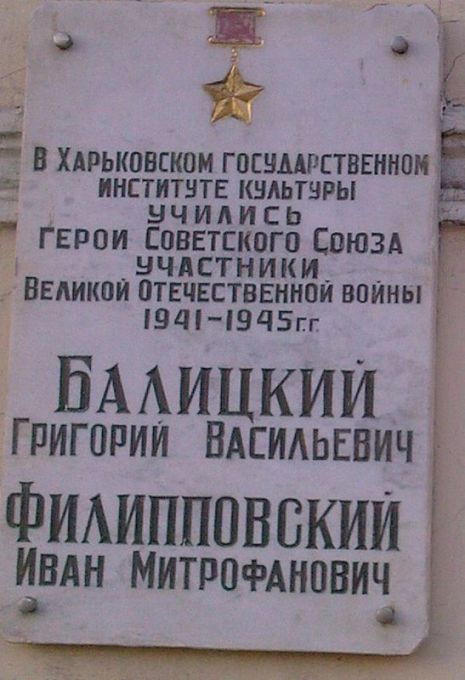 В ХАРЬКОВСКОМ ГОСУДАРСТВЕННОМ
ИНСТИТУТЕ КУЛЬТУРЫ
УЧИЛИСЬ
ГЕРОИ СОВЕТСКОГО СОЮЗА
УЧАСТНИКИ
ВЕЛИКОЙ ОТЕЧЕСТВЕННОЙ ВОЙНЫ
1941-1945г.г.
БАЛИЦКИЙ
ГРИГОРИЙ ВАСИЛЬЕВИЧ
ФИЛИППОВСКИЙ
ИВАН МИТРОФАНОВИЧ